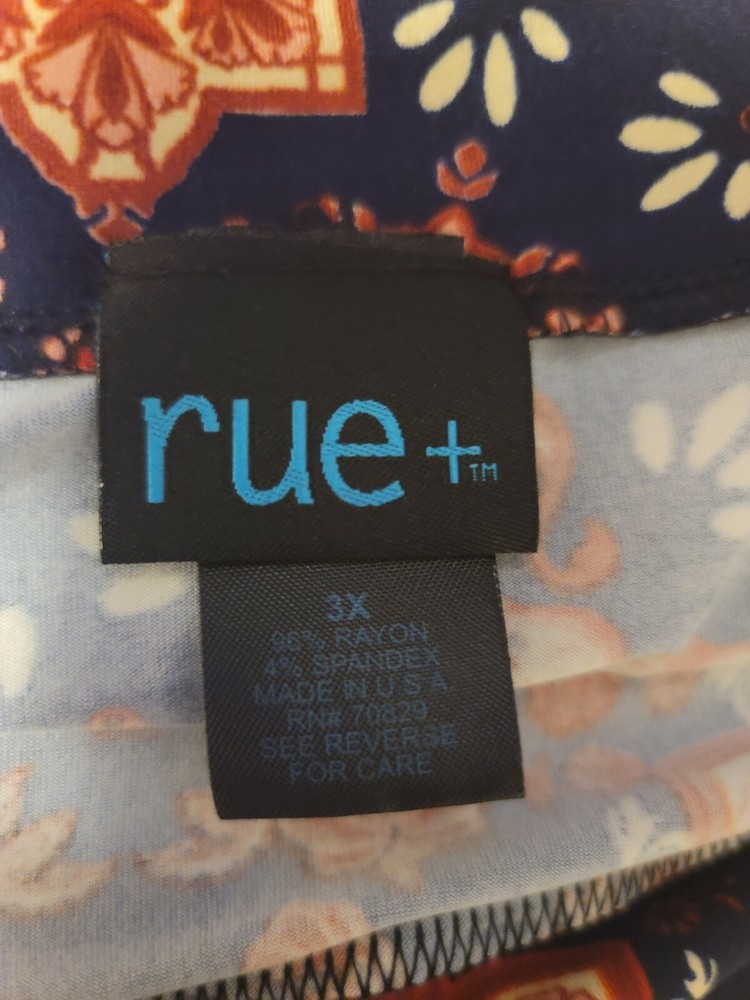 rue+™
3X
96% RAYON
4% SPANDEX
MADE IN U S A
RN# 70829
SEE REVERSE
FOR CARE